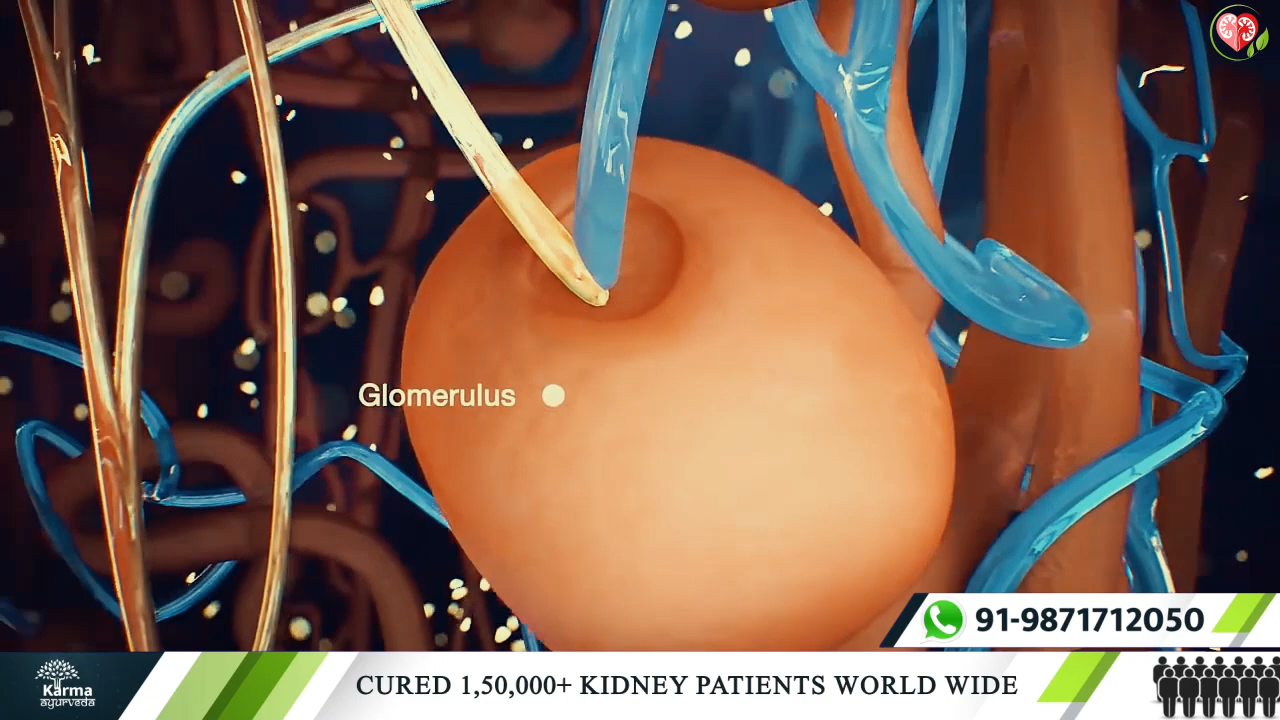 Glomerulus
91-9871712050
Karma
ayurveda
CURED 1,50,000+ KIDNEY PATIENTS WORLD WIDE